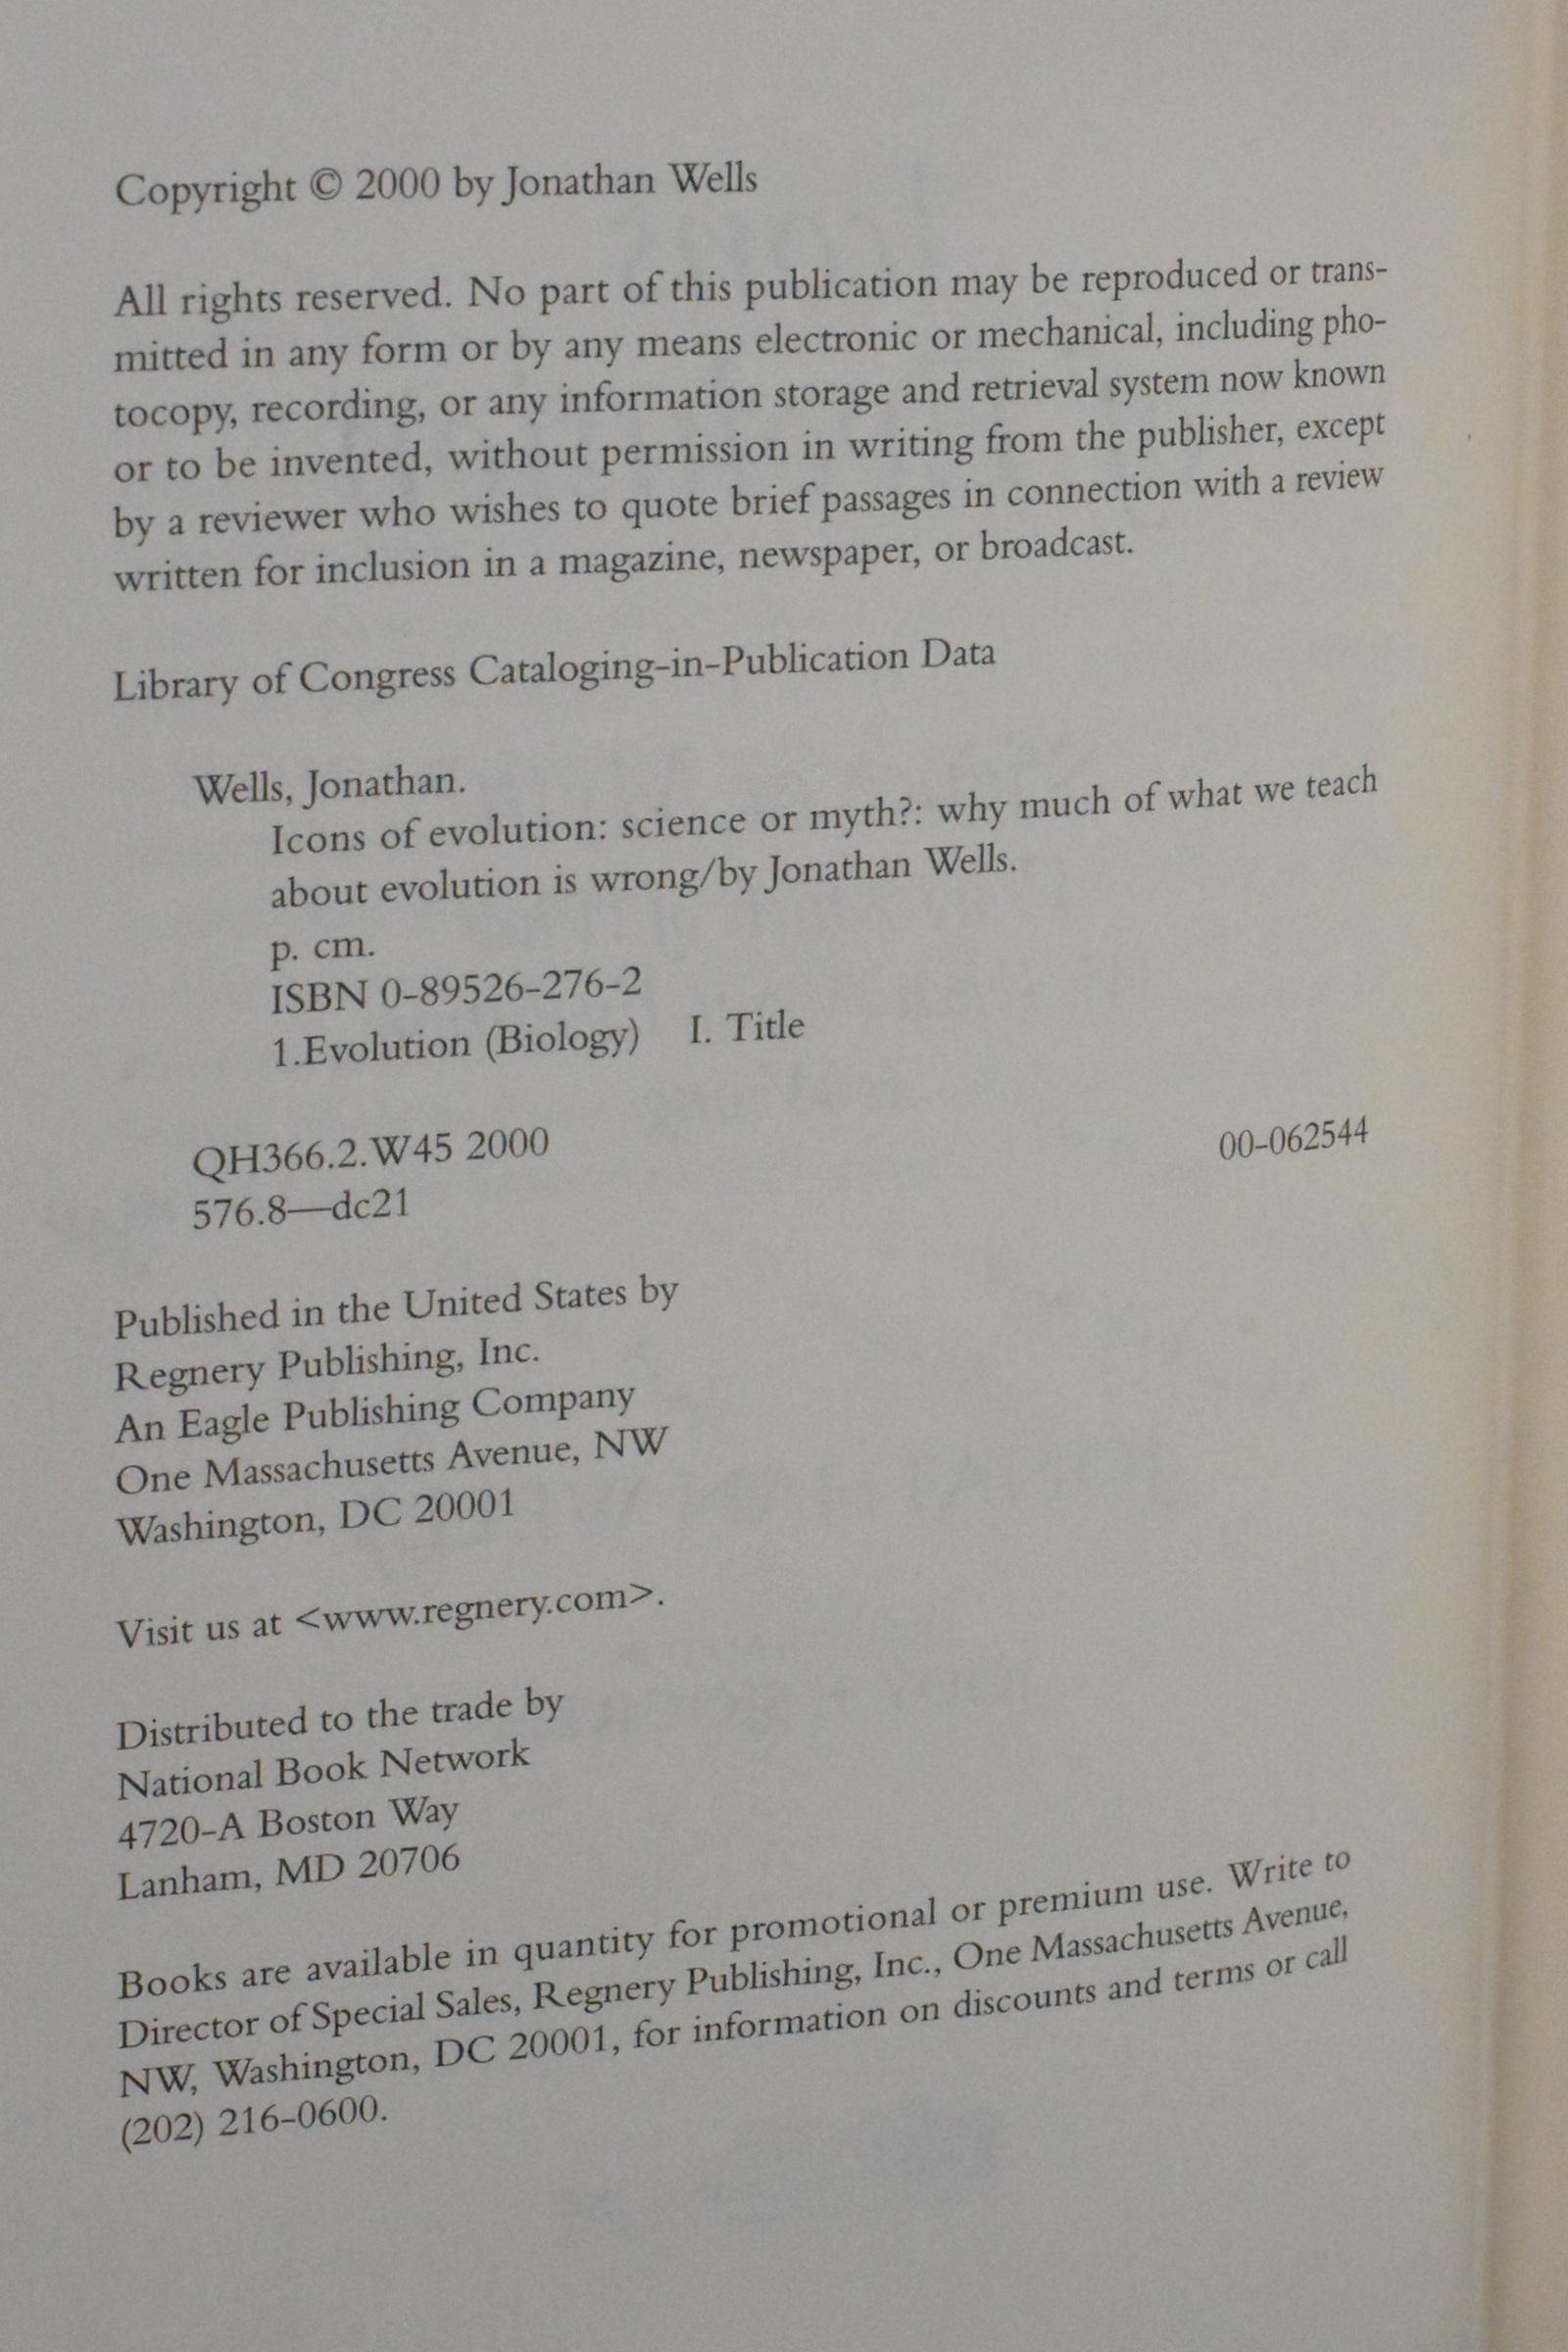 Copyright © 2000 by Jonathan Wells
All rights reserved. No part of this publication may be reproduced or trans-
mitted in any form or by any means electronic or mechanical, including pho-
tocopy, recording, or any information storage and retrieval system now known
or to be invented, without permission in writing from the publisher, except
by a reviewer who wishes to quote brief passages in connection with a review
written for inclusion in a magazine, newspaper, or broadcast.
Library of Congress Cataloging-in-Publication Data
Wells, Jonathan.
Icons of evolution: science or myth?: why much of what we teach
about evolution is wrong/by Jonathan Wells.
p. cm.
ISBN 0-89526-276-2
1.Evolution (Biology) I. Title
QH366.2.W45 2000 00-062544
576.8—dc21
Published in the United States by
Regnery Publishing, Inc.
An Eagle Publishing Company
One Massachusetts Avenue, NW
Washington, DC 20001
Visit us at <www.regnery.com>.
Distributed to the trade by
National Book Network
4720-A Boston Way
Lanham, MD 20706
Books are available in quantity for promotional or premium use. Write to
Director of Special Sales, Regnery Publishing, Inc., One Massachusetts Avenue,
NW, Washington, DC 20001, for information on discounts and terms or call
(202) 216-0600.